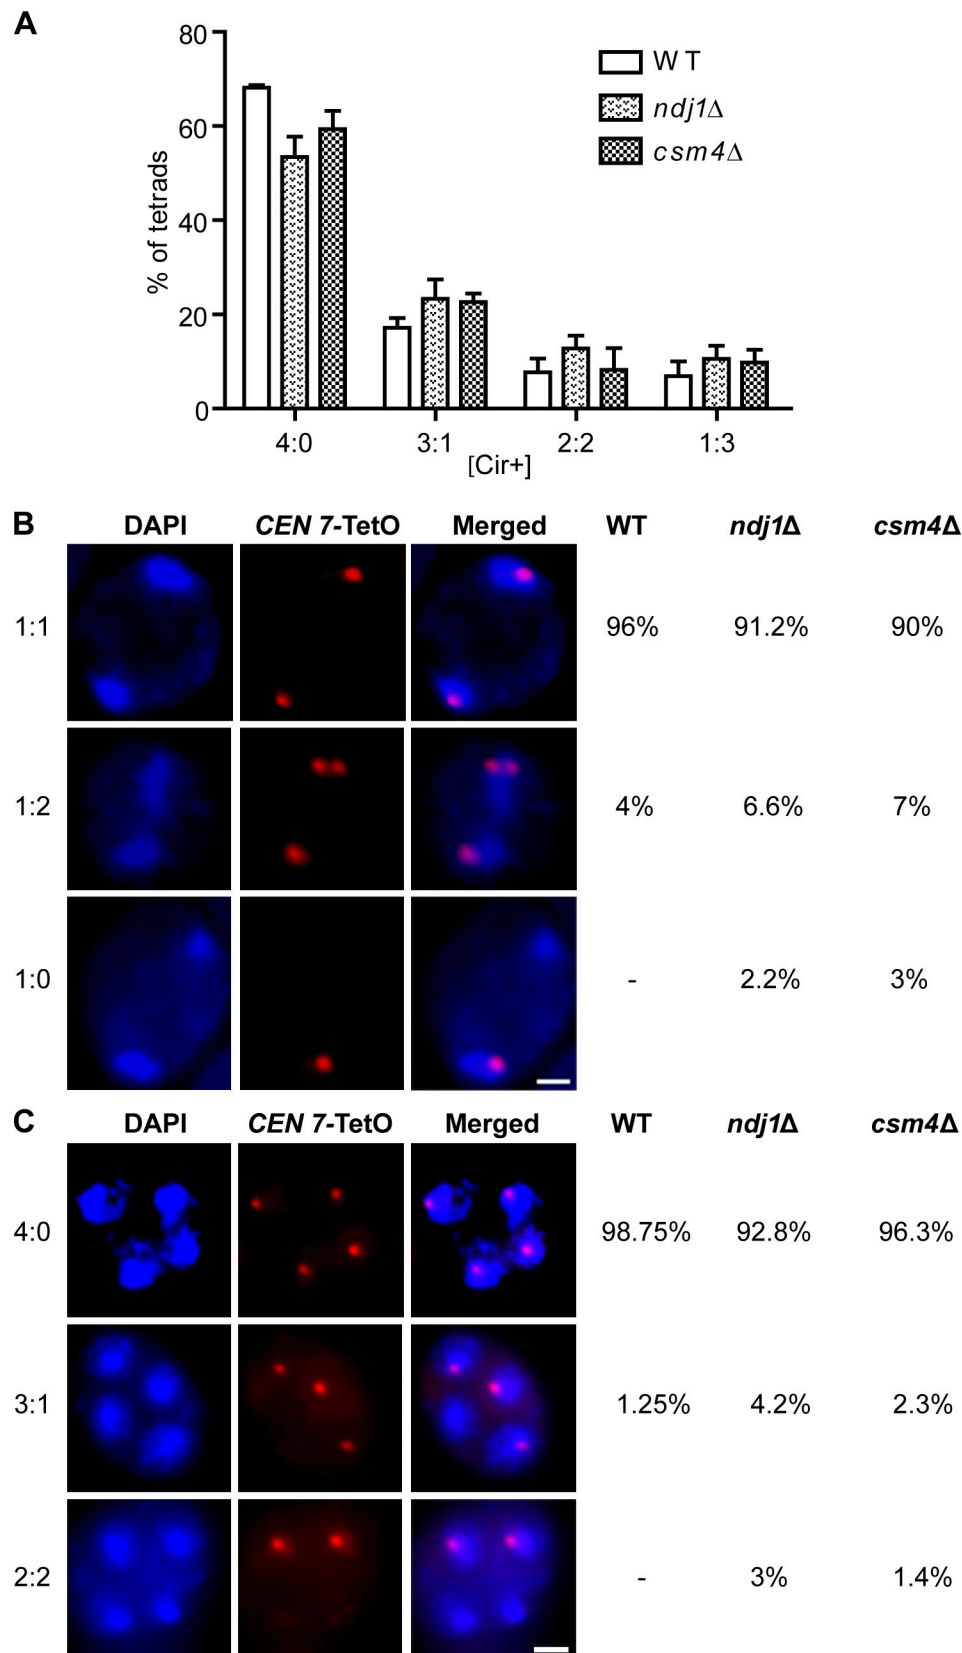 A
80
60
40
20
0
% of tetrads
WT
ndj1Δ
csm4Δ
4:0 3:1 2:2 1:3
[Cir+]
B DAPI CEN 7-TetO Merged WT ndj1Δ csm4Δ
1:1 96% 91.2% 90%
1:2 4% 6.6% 7%
1:0 - 2.2% 3%
C DAPI CEN 7-TetO Merged WT ndj1Δ csm4Δ
4:0 98.75% 92.8% 96.3%
3:1 1.25% 4.2% 2.3%
2:2 - 3% 1.4%